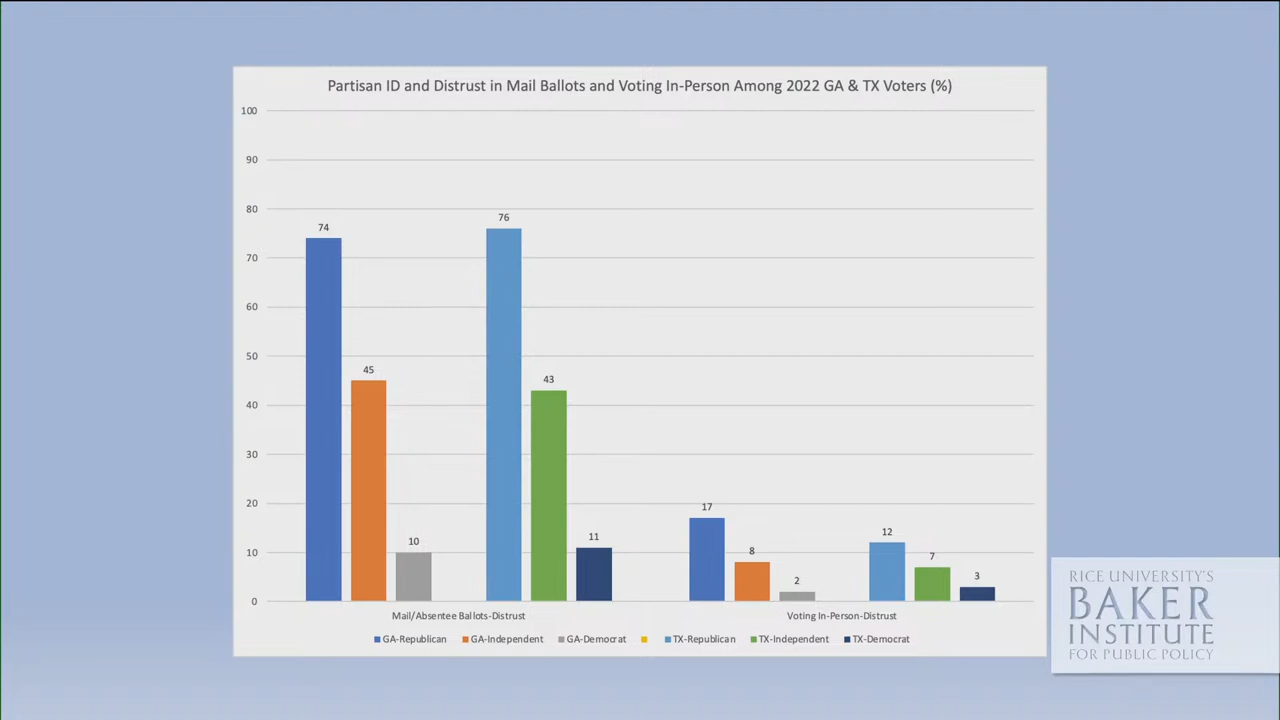 Partisan ID and Distrust in Mail Ballots and Voting In-Person Among 2022 GA & TX Voters (%)
100
90
80
70
60
50
40
30
20
10
0
74
45
10
76
43
11
17
8
2
12
7
3
Mail/Absentee Ballots-Distrust
Voting In-Person-Distrust
GA-Republican GA-Independent GA-Democrat TX-Republican TX-Independent TX-Democrat
RICE UNIVERSITY'S
BAKER
INSTITUTE
FOR PUBLIC POLICY